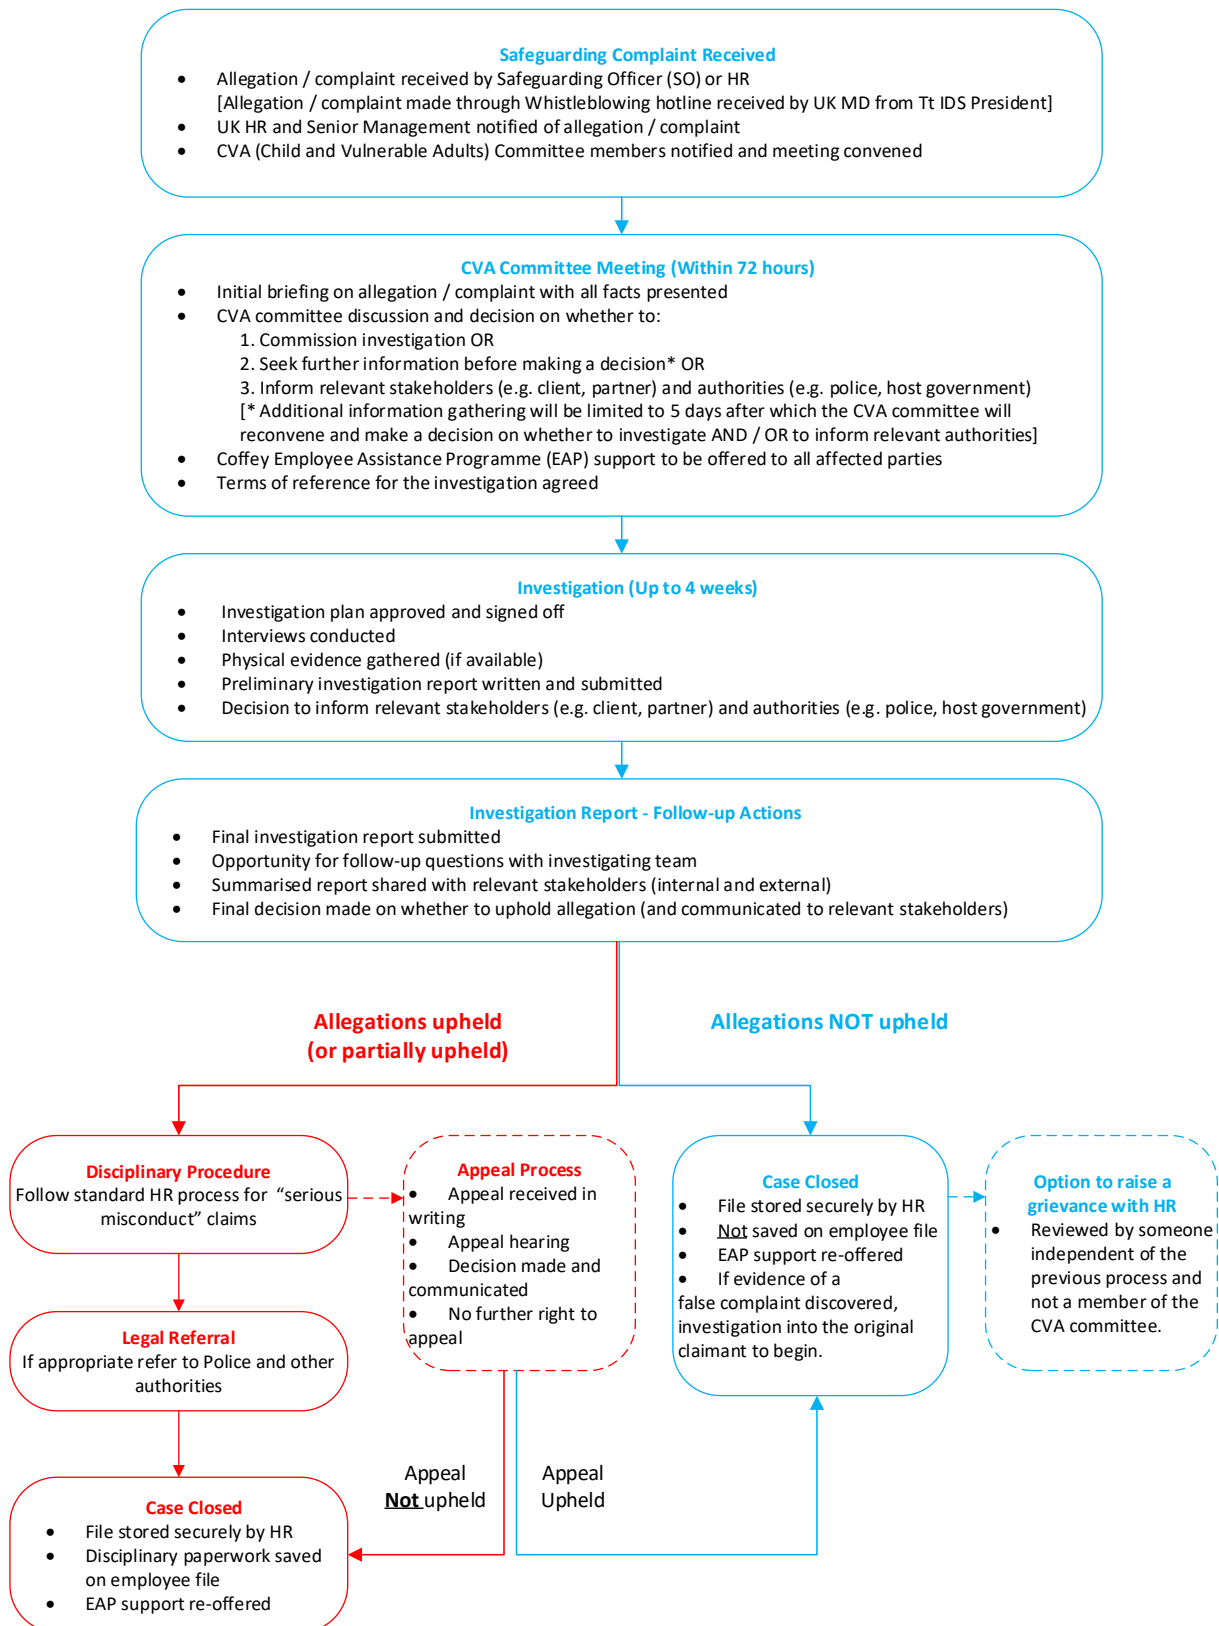 Safeguarding Complaint Received
• Allegation / complaint received by Safeguarding Officer (SO) or HR
[Allegation / complaint made through Whistleblowing hotline received by UK MD from Tt IDS President]
• UK HR and Senior Management notified of allegation / complaint
• CVA (Child and Vulnerable Adults) Committee members notified and meeting convened
CVA Committee Meeting (Within 72 hours)
• Initial briefing on allegation / complaint with all facts presented
• CVA committee discussion and decision on whether to:
1. Commission investigation OR
2. Seek further information before making a decision* OR
3. Inform relevant stakeholders (e.g. client, partner) and authorities (e.g. police, host government)
[* Additional information gathering will be limited to 5 days after which the CVA committee will
reconvene and make a decision on whether to investigate AND / OR to inform relevant authorities]
• Coffey Employee Assistance Programme (EAP) support to be offered to all affected parties
• Terms of reference for the investigation agreed
Investigation (Up to 4 weeks)
• Investigation plan approved and signed off
• Interviews conducted
• Physical evidence gathered (if available)
• Preliminary investigation report written and submitted
• Decision to inform relevant stakeholders (e.g. client, partner) and authorities (e.g. police, host government)
Investigation Report - Follow-up Actions
• Final investigation report submitted
• Opportunity for follow-up questions with investigating team
• Summarised report shared with relevant stakeholders (internal and external)
• Final decision made on whether to uphold allegation (and communicated to relevant stakeholders)
Allegations upheld
(or partially upheld)
Allegations NOT upheld
Disciplinary Procedure
Follow standard HR process for "serious
misconduct" claims
Appeal Process
• Appeal received in
writing
• Appeal hearing
• Decision made and
communicated
• No further right to
appeal
Case Closed
• File stored securely by HR
• Not saved on employee file
• EAP support re-offered
• If evidence of a
false complaint discovered,
investigation into the original
claimant to begin.
Option to raise a
grievance with HR
• Reviewed by someone
independent of the
previous process and
not a member of the
CVA committee.
Legal Referral
If appropriate refer to Police and other
authorities
Appeal
Not upheld
Appeal
Upheld
Case Closed
• File stored securely by HR
• Disciplinary paperwork saved
on employee file
• EAP support re-offered